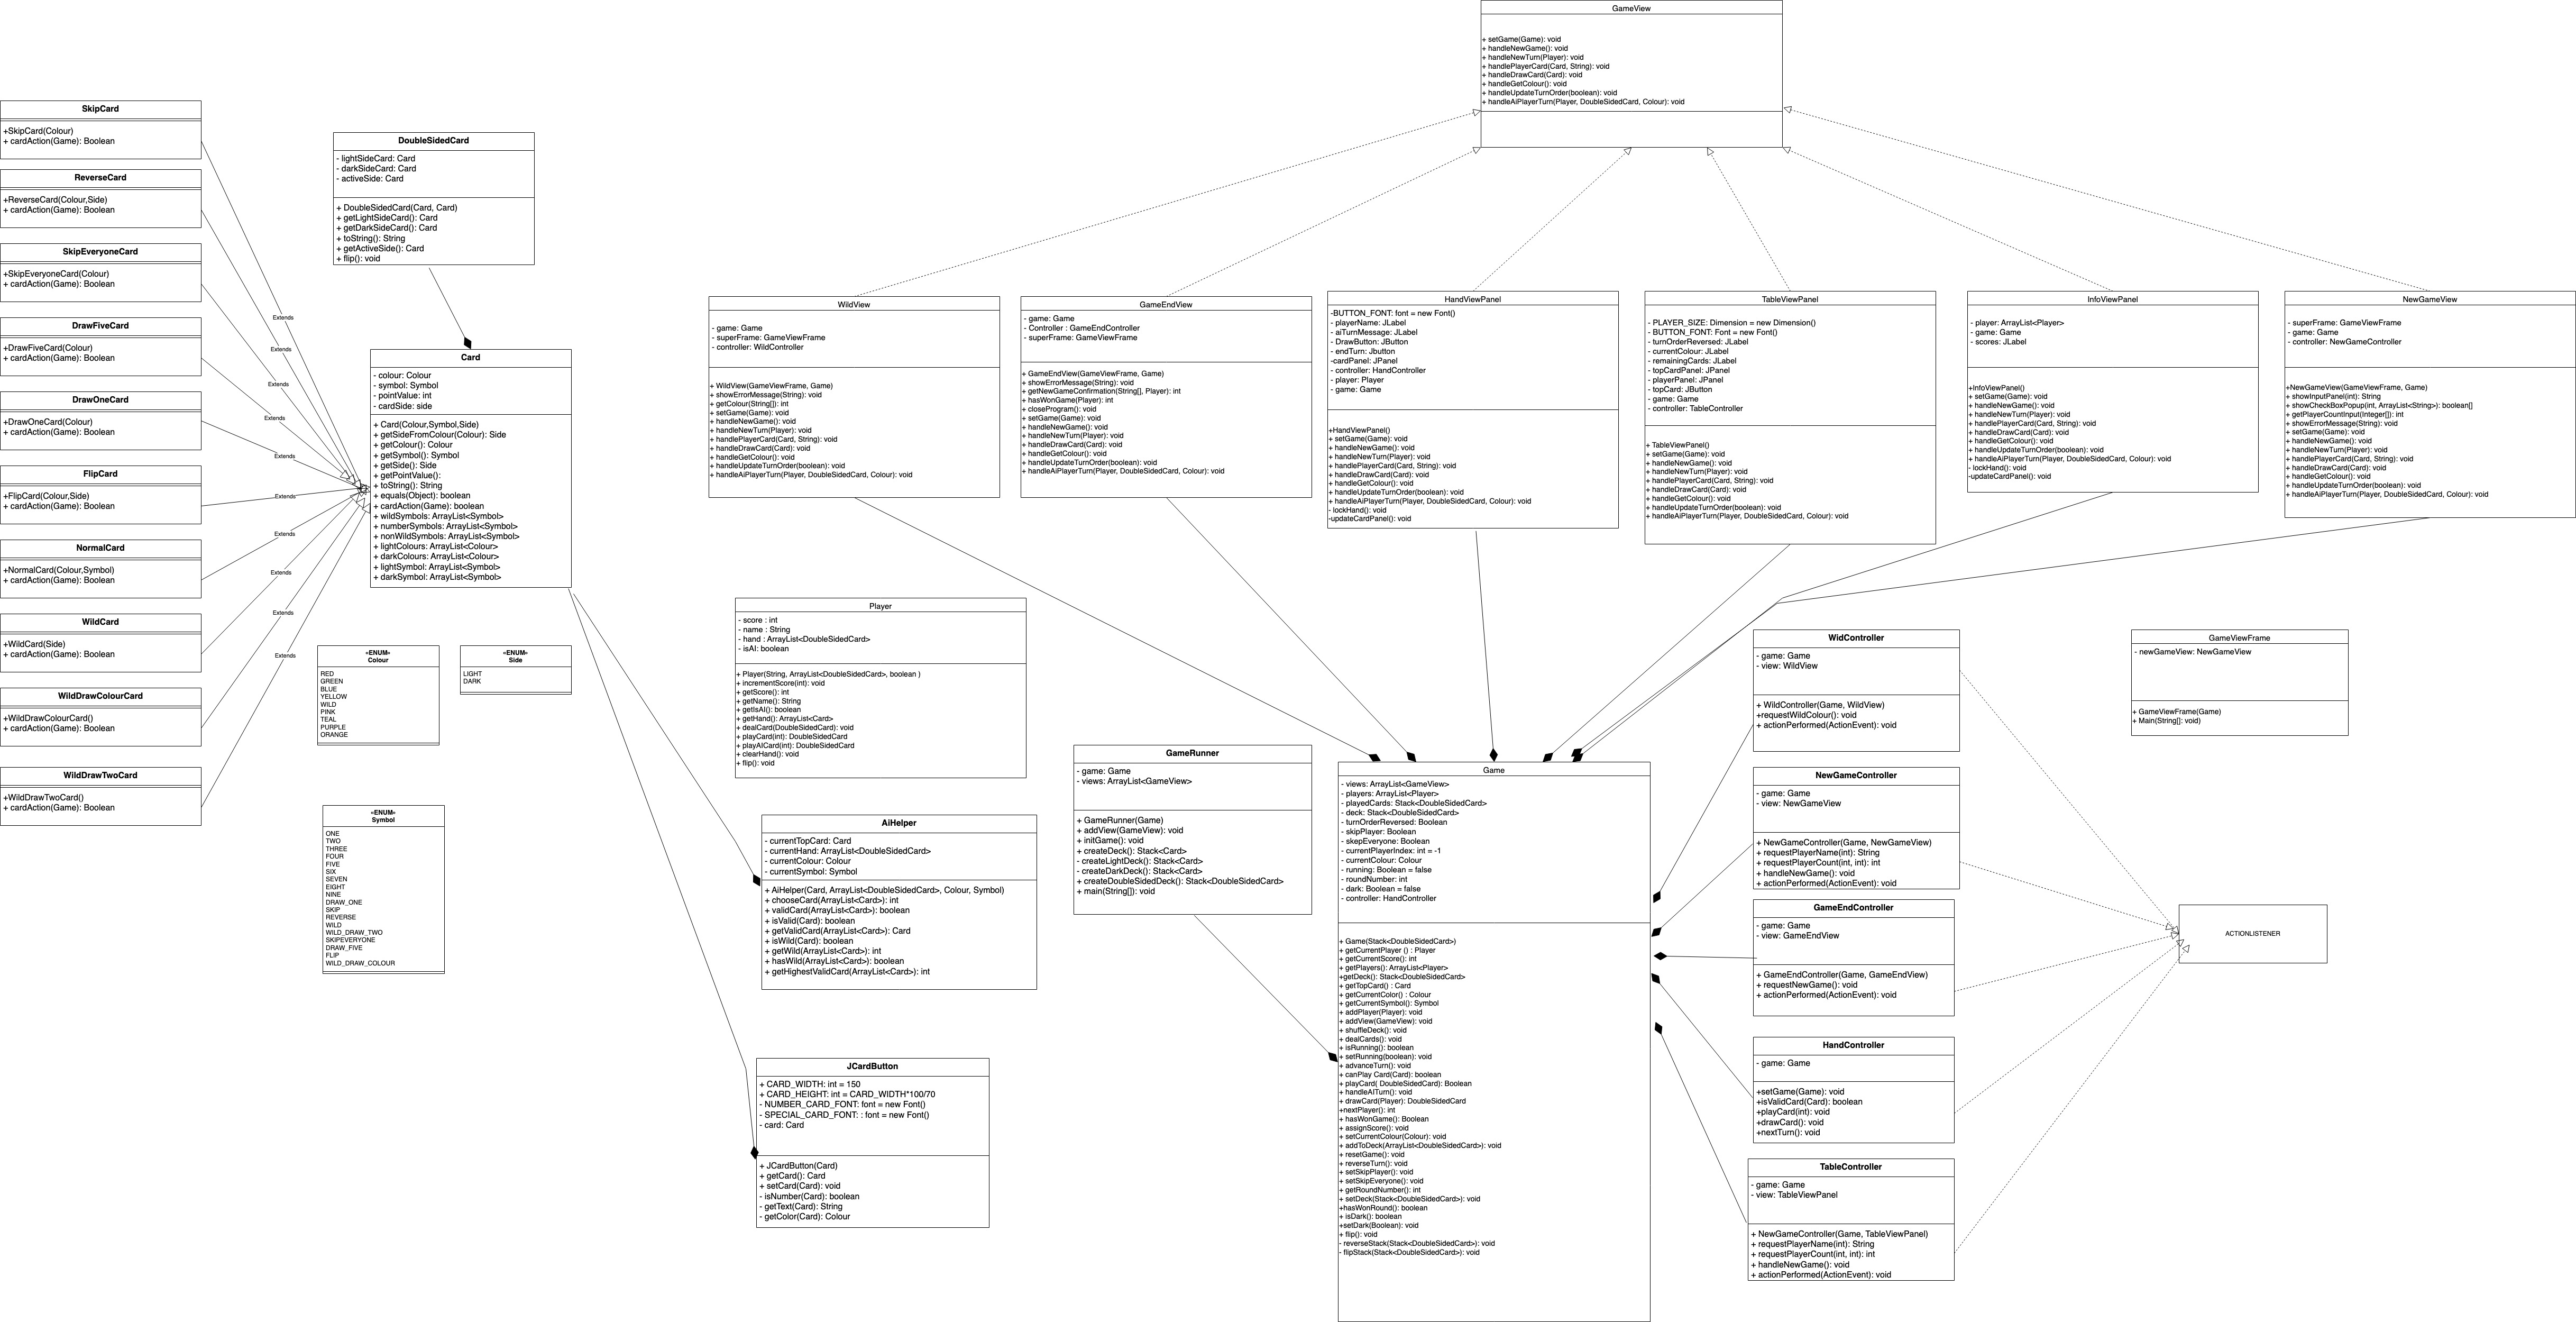 GameView
+ setGame(Game): void
+ handleNewGame(): void
+ handleNewTurn(Player): void
+ handlePlayerCard(Card, String): void
+ handleDrawCard(Card): void
+ handleGetColour(): void
+ handleUpdateTurnOrder(boolean): void
+ handleAiPlayerTurn(Player, DoubleSidedCard, Colour): void
SkipCard
+SkipCard(Colour)
+ cardAction(Game): Boolean
ReverseCard
+ReverseCard(Colour,Side)
+ cardAction(Game): Boolean
SkipEveryoneCard
+SkipEveryoneCard(Colour)
+ cardAction(Game): Boolean
DrawFiveCard
+DrawFiveCard(Colour)
+ cardAction(Game): Boolean
DrawOneCard
+DrawOneCard(Colour)
+ cardAction(Game): Boolean
FlipCard
+FlipCard(Colour,Side)
+ cardAction(Game): Boolean
NormalCard
+NormalCard(Colour,Symbol)
+ cardAction(Game): Boolean
WildCard
+WildCard(Side)
+ cardAction(Game): Boolean
WildDrawColourCard
+WildDrawColourCard()
+ cardAction(Game): Boolean
WildDrawTwoCard
+WildDrawTwoCard()
+ cardAction(Game): Boolean
Extends
Extends
Extends
Extends
Extends
Extends
Extends
Extends
Extends
Extends
DoubleSidedCard
- lightSideCard: Card
- darkSideCard: Card
- activeSide: Card
+ DoubleSidedCard(Card, Card)
+ getLightSideCard(): Card
+ getDarkSideCard(): Card
+ toString(): String
+ getActiveSide(): Card
+ flip(): void
Card
- colour: Colour
- symbol: Symbol
- pointValue: int
- cardSide: side
+ Card(Colour,Symbol,Side)
+ getSideFromColour(Colour): Side
+ getColour(): Colour
+ getSymbol(): Symbol
+ getSide(): Side
+ getPointValue():
+ toString(): String
+ equals(Object): boolean
+ cardAction(Game): boolean
+ wildSymbols: ArrayList<Symbol>
+ numberSymbols: ArrayList<Symbol>
+ nonWildSymbols: ArrayList<Symbol>
+ lightColours: ArrayList<Colour>
+ darkColours: ArrayList<Colour>
+ lightSymbol: ArrayList<Symbol>
+ darkSymbol: ArrayList<Symbol>
«ENUM»
Colour
RED
GREEN
BLUE
YELLOW
WILD
PINK
TEAL
PURPLE
ORANGE
«ENUM»
Side
LIGHT
DARK
«ENUM»
Symbol
ONE
TWO
THREE
FOUR
FIVE
SIX
SEVEN
EIGHT
NINE
DRAW_ONE
SKIP
REVERSE
WILD
WILD_DRAW_TWO
SKIPEVERYONE
DRAW_FIVE
FLIP
WILD_DRAW_COLOUR
WildView
- game: Game
- superFrame: GameViewFrame
- controller: WildController
+ WildView(GameViewFrame, Game)
+ showErrorMessage(String): void
+ getColour(String[]): int
+ setGame(Game): void
+ handleNewGame(): void
+ handleNewTurn(Player): void
+ handlePlayerCard(Card, String): void
+ handleDrawCard(Card): void
+ handleGetColour(): void
+ handleUpdateTurnOrder(boolean): void
+ handleAiPlayerTurn(Player, DoubleSidedCard, Colour): void
GameEndView
- game: Game
- Controller : GameEndController
- superFrame: GameViewFrame
+ GameEndView(GameViewFrame, Game)
+ showErrorMessage(String): void
+ getNewGameConfirmation(String[], Player): int
+ hasWonGame(Player): int
+ closeProgram(): void
+ setGame(Game): void
+ handleNewGame(): void
+ handleNewTurn(Player): void
+ handlePlayerCard(Card, String): void
+ handleDrawCard(Card): void
+ handleGetColour(): void
+ handleUpdateTurnOrder(boolean): void
+ handleAiPlayerTurn(Player, DoubleSidedCard, Colour): void
HandViewPanel
-BUTTON_FONT: font = new Font()
- playerName: JLabel
- aiTurnMessage: JLabel
- DrawButton: JButton
- endTurn: Jbutton
-cardPanel: JPanel
- controller: HandController
- player: Player
- game: Game
+HandViewPanel()
+ setGame(Game): void
+ handleNewGame(): void
+ handleNewTurn(Player): void
+ handlePlayerCard(Card, String): void
+ handleDrawCard(Card): void
+ handleGetColour(): void
+ handleUpdateTurnOrder(boolean): void
+ handleAiPlayerTurn(Player, DoubleSidedCard, Colour): void
- lockHand(): void
-updateCardPanel(): void
TableViewPanel
- PLAYER_SIZE: Dimension = new Dimension()
- BUTTON_FONT: Font = new Font()
- turnOrderReversed: JLabel
- currentColour: JLabel
- remainingCards: JLabel
- topCardPanel: JPanel
- playerPanel: JPanel
- topCard: JButton
- game: Game
- controller: TableController
+ TableViewPanel()
+ setGame(Game): void
+ handleNewGame(): void
+ handleNewTurn(Player): void
+ handlePlayerCard(Card, String): void
+ handleDrawCard(Card): void
+ handleGetColour(): void
+ handleUpdateTurnOrder(boolean): void
+ handleAiPlayerTurn(Player, DoubleSidedCard, Colour): void
InfoViewPanel
- player: ArrayList<Player>
- game: Game
- scores: JLabel
+InfoViewPanel()
+ setGame(Game): void
+ handleNewGame(): void
+ handleNewTurn(Player): void
+ handlePlayerCard(Card, String): void
+ handleDrawCard(Card): void
+ handleGetColour(): void
+ handleUpdateTurnOrder(boolean): void
+ handleAiPlayerTurn(Player, DoubleSidedCard, Colour): void
- lockHand(): void
-updateCardPanel(): void
NewGameView
- superFrame: GameViewFrame
- game: Game
- controller: NewGameController
+NewGameView(GameViewFrame, Game)
+ showInputPanel(int): String
+ showCheckBoxPopup(int, ArrayList<String>): boolean[]
+ getPlayerCountInput(Integer[]): int
+ showErrorMessage(String): void
+ setGame(Game): void
+ handleNewGame(): void
+ handleNewTurn(Player): void
+ handlePlayerCard(Card, String): void
+ handleDrawCard(Card): void
+ handleGetColour(): void
+ handleUpdateTurnOrder(boolean): void
+ handleAiPlayerTurn(Player, DoubleSidedCard, Colour): void
Player
- score : int
- name : String
- hand : ArrayList<DoubleSidedCard>
- isAI: boolean
+ Player(String, ArrayList<DoubleSidedCard>, boolean )
+ incrementScore(int): void
+ getScore(): int
+ getName(): String
+ getIsAI(): boolean
+ getHand(): ArrayList<Card>
+ dealCard(DoubleSidedCard): void
+ playCard(int): DoubleSidedCard
+ playAICard(int): DoubleSidedCard
+ clearHand(): void
+ flip(): void
AiHelper
- currentTopCard: Card
- currentHand: ArrayList<DoubleSidedCard>
- currentColour: Colour
- currentSymbol: Symbol
+ AiHelper(Card, ArrayList<DoubleSidedCard>, Colour, Symbol)
+ chooseCard(ArrayList<Card>): int
+ validCard(ArrayList<Card>): boolean
+ isValid(Card): boolean
+ getValidCard(ArrayList<Card>): Card
+ isWild(Card): boolean
+ getWild(ArrayList<Card>): int
+ hasWild(ArrayList<Card>): boolean
+ getHighestValidCard(ArrayList<Card>): int
JCardButton
+ CARD_WIDTH: int = 150
+ CARD_HEIGHT: int = CARD_WIDTH*100/70
- NUMBER_CARD_FONT: font = new Font()
- SPECIAL_CARD_FONT: : font = new Font()
- card: Card
+ JCardButton(Card)
+ getCard(): Card
+ setCard(Card): void
- isNumber(Card): boolean
- getText(Card): String
- getColor(Card): Colour
GameRunner
- game: Game
- views: ArrayList<GameView>
+ GameRunner(Game)
+ addView(GameView): void
+ initGame(): void
+ createDeck(): Stack<Card>
- createLightDeck(): Stack<Card>
- createDarkDeck(): Stack<Card>
+ createDoubleSidedDeck(): Stack<DoubleSidedCard>
+ main(String[]): void
Game
- views: ArrayList<GameView>
- players: ArrayList<Player>
- playedCards: Stack<DoubleSidedCard>
- deck: Stack<DoubleSidedCard>
- turnOrderReversed: Boolean
- skipPlayer: Boolean
- skepEveryone: Boolean
- currentPlayerIndex: int = -1
- currentColour: Colour
- running: Boolean = false
- roundNumber: int
- dark: Boolean = false
- controller: HandController
+ Game(Stack<DoubleSidedCard>)
+ getCurrentPlayer () : Player
+ getCurrentScore(): int
+ getPlayers(): ArrayList<Player>
+getDeck(): Stack<DoubleSidedCard>
+ getTopCard() : Card
+ getCurrentColor() : Colour
+ getCurrentSymbol(): Symbol
+ addPlayer(Player): void
+ addView(GameView): void
+ shuffleDeck(): void
+ dealCards(): void
+ isRunning(): boolean
+ setRunning(boolean): void
+ advanceTurn(): void
+ canPlay Card(Card): boolean
+ playCard( DoubleSidedCard): Boolean
+ handleAITurn(): void
+ drawCard(Player): DoubleSidedCard
+nextPlayer(): int
+ hasWonGame(): Boolean
+ assignScore(): void
+ setCurrentColour(Colour): void
+ addToDeck(ArrayList<DoubleSidedCard>): void
+ resetGame(): void
+ reverseTurn(): void
+ setSkipPlayer(): void
+ setSkipEveryone(): void
+ getRoundNumber(): int
+ setDeck(Stack<DoubleSidedCard>): void
+hasWonRound(): boolean
+ isDark(): boolean
+setDark(Boolean): void
+ flip(): void
- reverseStack(Stack<DoubleSidedCard>): void
- flipStack(Stack<DoubleSidedCard>): void
WidController
- game: Game
- view: WildView
+ WildController(Game, WildView)
+requestWildColour(): void
+ actionPerformed(ActionEvent): void
NewGameController
- game: Game
- view: NewGameView
+ NewGameController(Game, NewGameView)
+ requestPlayerName(int): String
+ requestPlayerCount(int, int): int
+ handleNewGame(): void
+ actionPerformed(ActionEvent): void
GameEndController
- game: Game
- view: GameEndView
+ GameEndController(Game, GameEndView)
+ requestNewGame(): void
+ actionPerformed(ActionEvent): void
HandController
- game: Game
+setGame(Game): void
+isValidCard(Card): boolean
+playCard(int): void
+drawCard(): void
+nextTurn(): void
TableController
- game: Game
- view: TableViewPanel
+ NewGameController(Game, TableViewPanel)
+ requestPlayerName(int): String
+ requestPlayerCount(int, int): int
+ handleNewGame(): void
+ actionPerformed(ActionEvent): void
GameViewFrame
- newGameView: NewGameView
+ GameViewFrame(Game)
+ Main(String[]: void)
ACTIONLISTENER